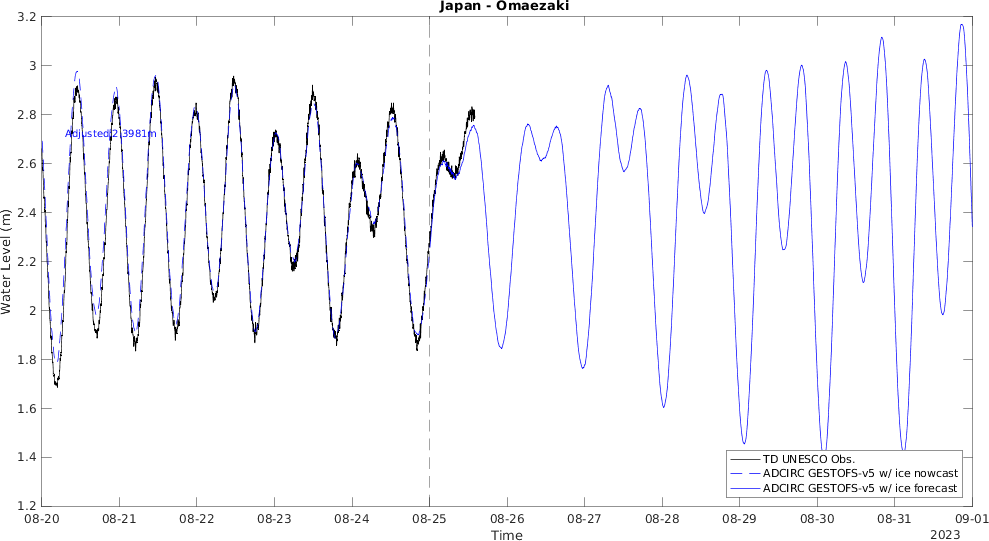 Japan - Omaezaki
3.2
3
2.8
2.6
2.4
2.2
2
1.8
1.6
1.4
1.2
Water Level (m)
Adjusted 2.3981m
TD UNESCO Obs.
ADCIRC GESTOFS-v5 w/ ice nowcast
ADCIRC GESTOFS-v5 w/ ice forecast
08-20 08-21 08-22 08-23 08-24 08-25 08-26 08-27 08-28 08-29 08-30 08-31 09-01
Time
2023